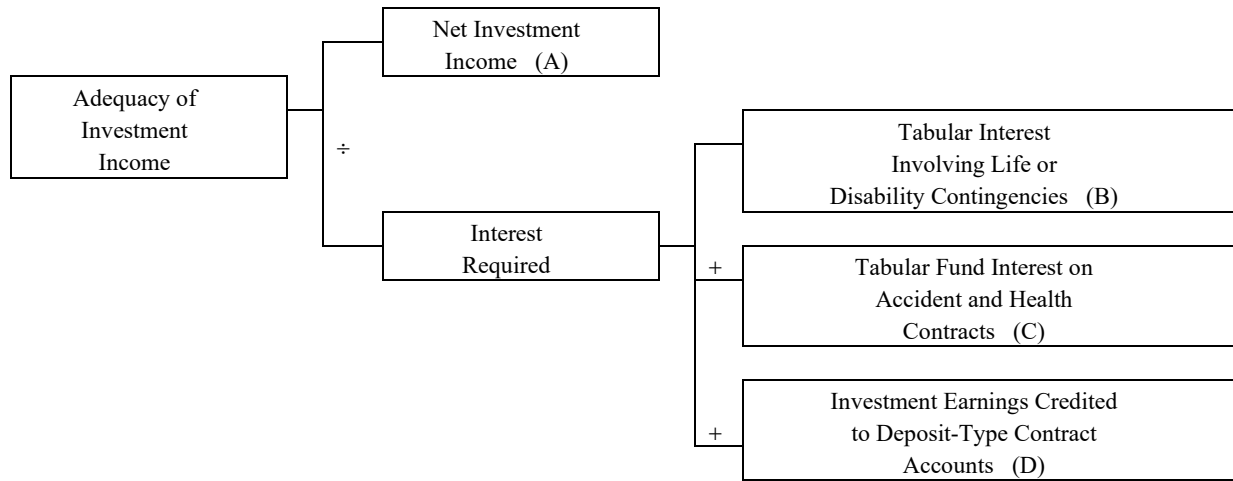 Net Investment
Income (A)
Adequacy of
Investment
Income
÷
Tabular Interest
Involving Life or
Disability Contingencies (B)
Interest
Required
+
Tabular Fund Interest on
Accident and Health
Contracts (C)
+
Investment Earnings Credited
to Deposit-Type Contract
Accounts (D)